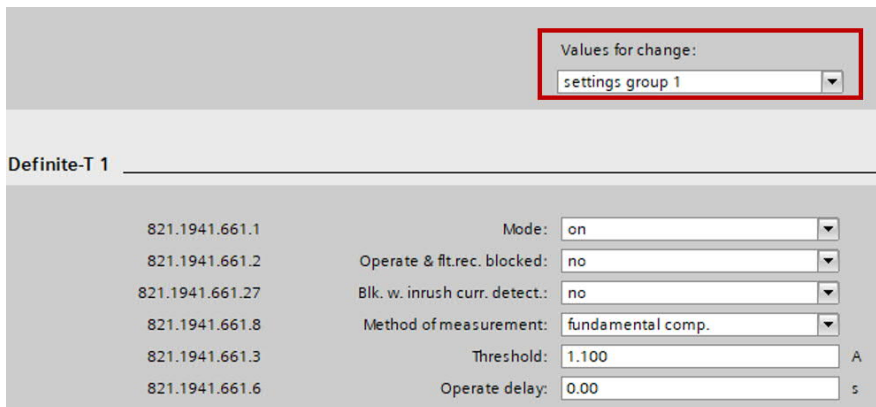 Values for change:
settings group 1
Definite-T 1
821.1941.661.1 Mode: on
821.1941.661.2 Operate & flt.rec. blocked: no
821.1941.661.27 Blk. w. inrush curr. detect.: no
821.1941.661.8 Method of measurement: fundamental comp.
821.1941.661.3 Threshold: 1.100 A
821.1941.661.6 Operate delay: 0.00 s